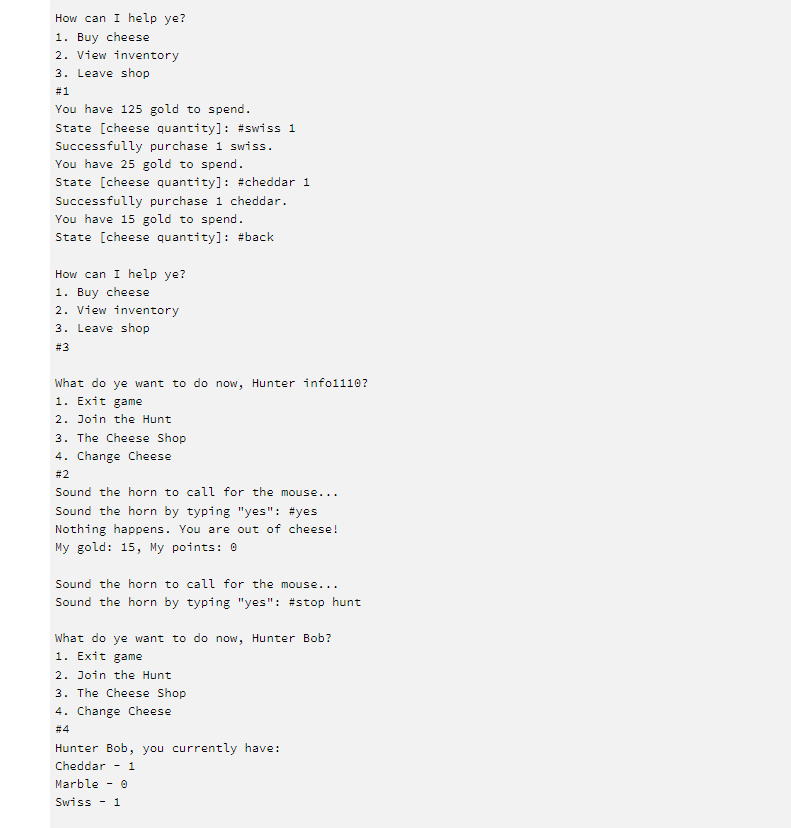 How can I help ye?
1. Buy cheese
2. View inventory
3. Leave shop
#1
You have 125 gold to spend.
State [cheese quantity]: #swiss 1
Successfully purchase 1 swiss.
You have 25 gold to spend.
State [cheese quantity]: #cheddar 1
Successfully purchase 1 cheddar.
You have 15 gold to spend.
State [cheese quantity]: #back
How can I help ye?
1. Buy cheese
2. View inventory
3. Leave shop
#3
What do ye want to do now, Hunter info1110?
1. Exit game
2. Join the Hunt
3. The Cheese Shop
4. Change Cheese
#2
Sound the horn to call for the mouse...
Sound the horn by typing "yes": #yes
Nothing happens. You are out of cheese!
My gold: 15, My points: 0
Sound the horn to call for the mouse...
Sound the horn by typing "yes": #stop hunt
What do ye want to do now, Hunter Bob?
1. Exit game
2. Join the Hunt
3. The Cheese Shop
4. Change Cheese
#4
Hunter Bob, you currently have:
Cheddar - 1
Marble - 0
Swiss - 1